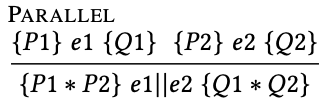 PARALLEL
{P1} e1 {Q1} {P2} e2 {Q2}
{P1 ∗ P2} e1||e2 {Q1 ∗ Q2}